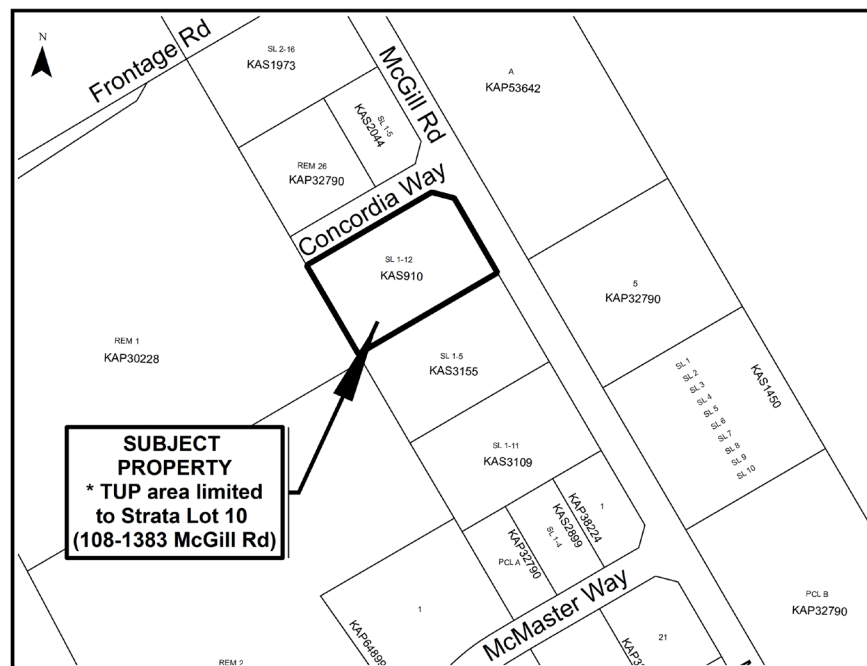 N
Frontage Rd
SL 2-16
KAS1973
McGill Rd
A
KAP53642
SL 1-5
KAS2044
REM 26
KAP32790
Concordia Way
SL 1-12
KAS910
5
KAP32790
REM 1
KAP30228
SL 1-5
KAS3155
SL 1
SL 2
SL 3
SL 4
SL 5
SL 6
SL 7
SL 8
SL 9
SL 10
KAS1450
SUBJECT
PROPERTY
* TUP area limited
to Strata Lot 10
(108-1383 McGill Rd)
SL 1-11
KAS3109
1
KAP38224
SL 1-4
KAS2899
PCL A
KAP32790
McMaster Way
1
KAP64899
PCL B
KAP32790
21
REM 2